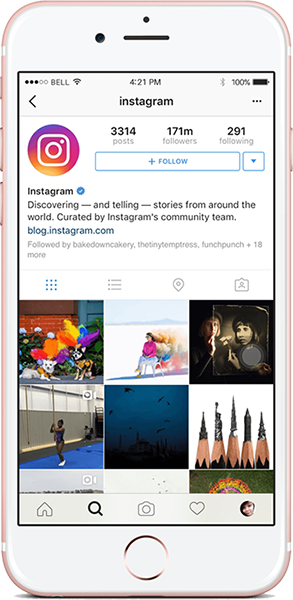 BELL 4:21 PM 100%
instagram
3314 171m 291
posts followers following
+ FOLLOW
Instagram
Discovering — and telling — stories from around the
world. Curated by Instagram's community team.
blog.instagram.com
Followed by bakedowncakery, thetinytemptress, funchpunch + 18
more